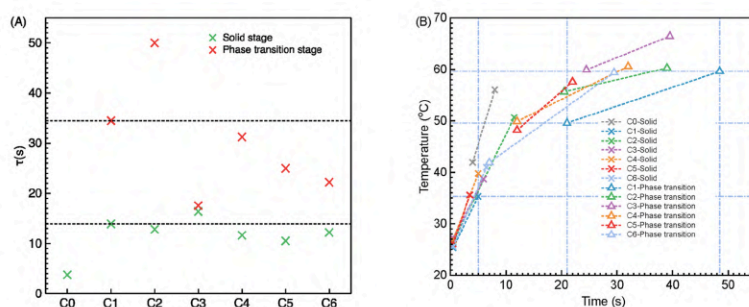 (A)
Solid stage
Phase transition stage
50
40
30
20
10
0
τ(s)
C0 C1 C2 C3 C4 C5 C6
(B)
80
70
60
50
40
30
20
Temperature (°C)
C0-Solid
C1-Solid
C2-Solid
C3-Solid
C4-Solid
C5-Solid
C6-Solid
C1-Phase transition
C2-Phase transition
C3-Phase transition
C4-Phase transition
C5-Phase transition
C6-Phase transition
0 10 20 30 40 50
Time (s)